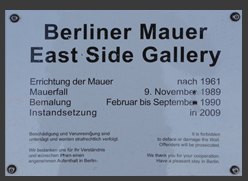 Berliner Mauer
East Side Gallery
Errichtung der Mauer nach 1961
Mauerfall 9. November 1989
Bemalung Februar bis September 1990
Instandsetzung in 2009
Beschädigung und Verunreinigung sind
untersagt und werden strafrechtlich verfolgt.
Wir bedanken uns für Ihr Verständnis
und wünschen Ihnen einen
angenehmen Aufenthalt in Berlin.
It is forbidden
to deface or damage the Wall.
Offenders will be prosecuted.
We thank you for your cooperation.
Have a pleasant stay in Berlin.